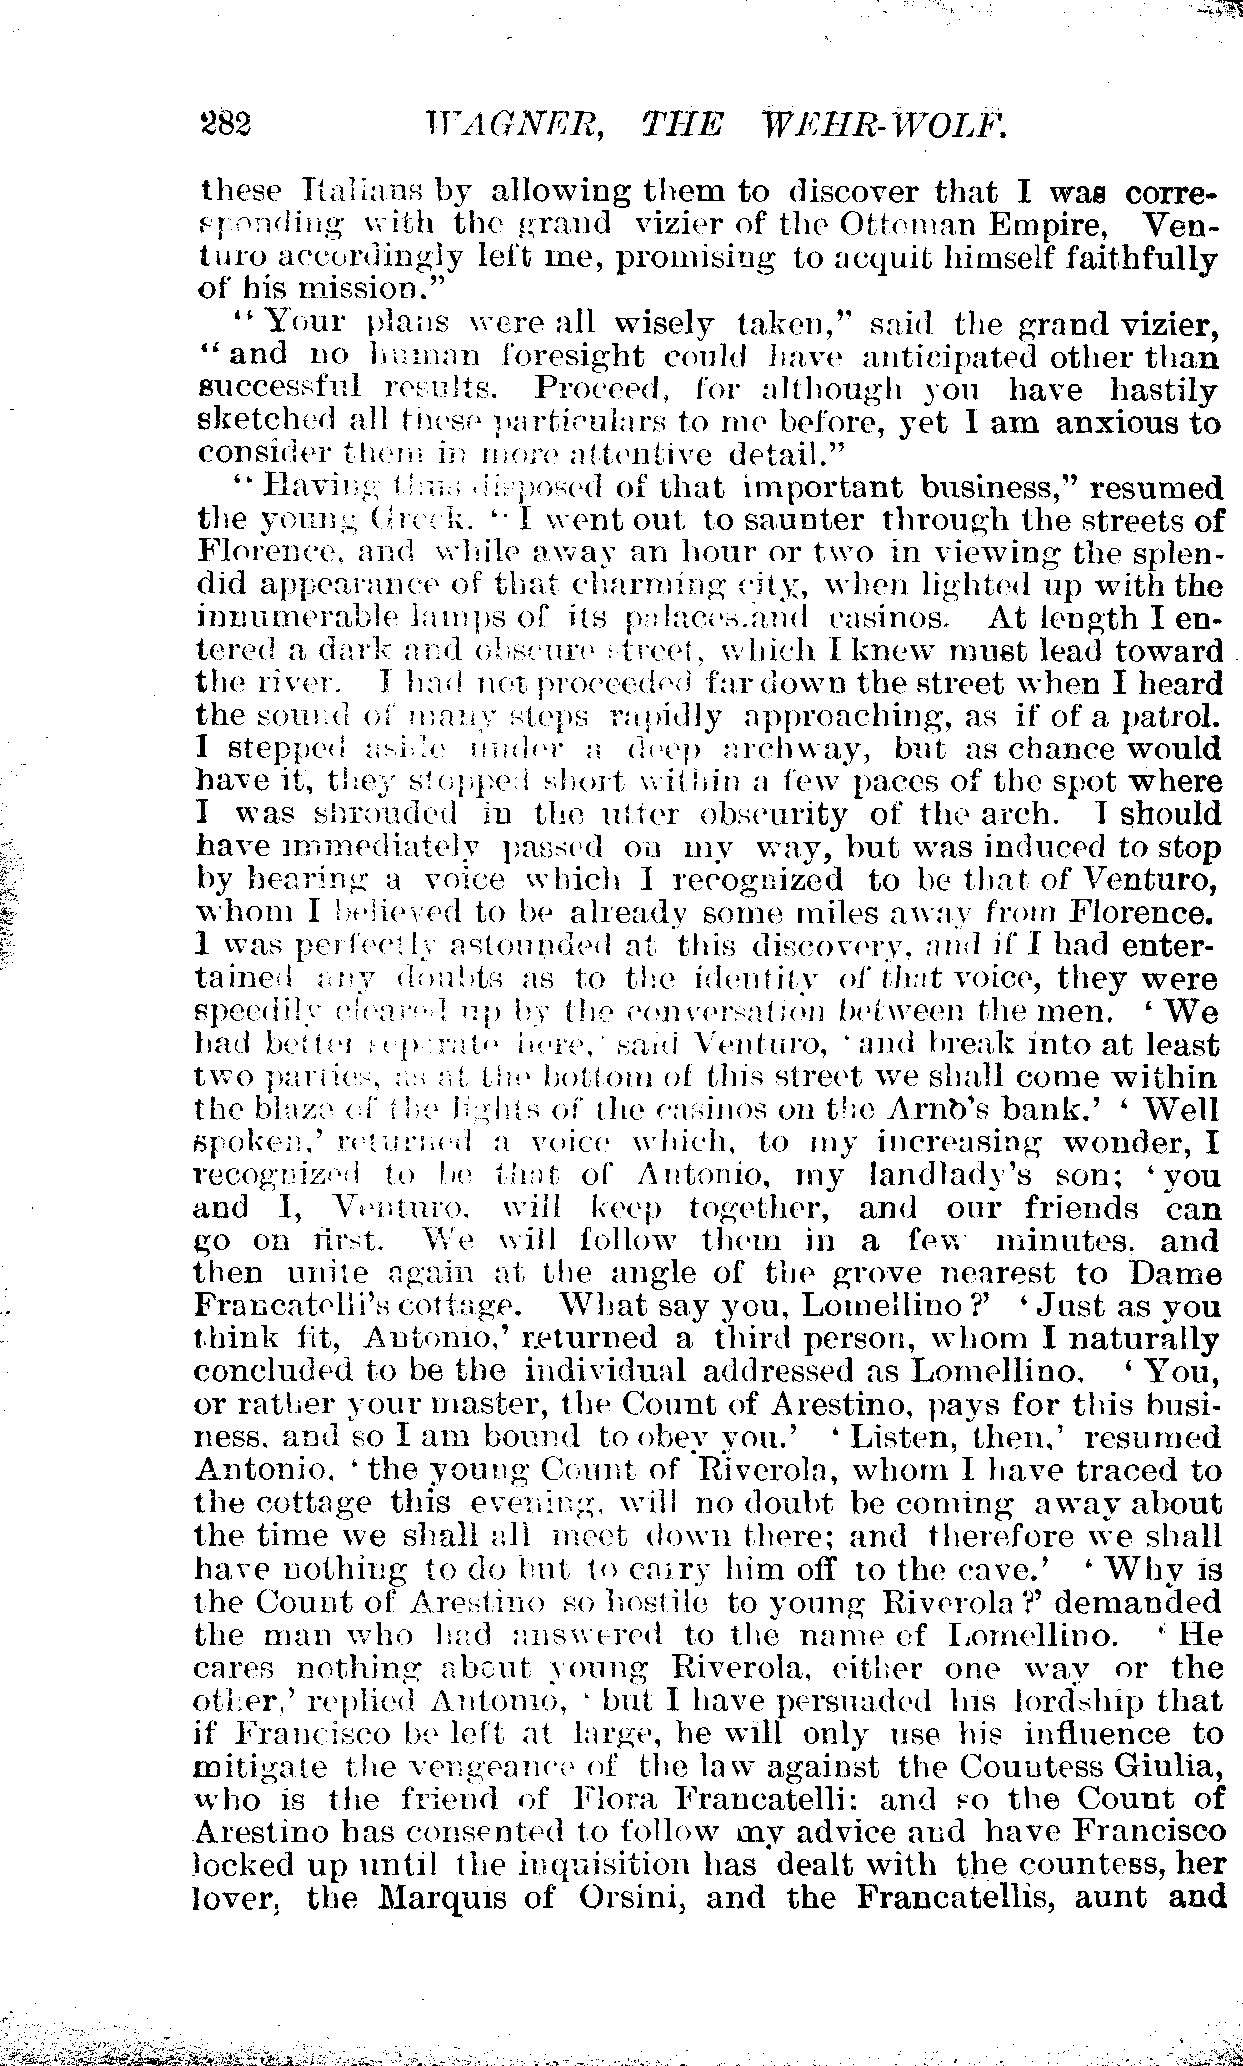 282 WAGNER, THE WEHR-WOLF.
these Italians by allowing them to discover that I was corre-
sponding with the grand vizier of the Ottoman Empire, Ven-
turo accordingly left me, promising to acquit himself faithfully
of his mission."
"Your plans were all wisely taken," said the grand vizier,
"and no human foresight could have anticipated other than
successful results. Proceed, for although you have hastily
sketched all these particulars to me before, yet I am anxious to
consider them in more attentive detail."
"Having thus disposed of that important business," resumed
the young Greek. "I went out to saunter through the streets of
Florence, and while away an hour or two in viewing the splen-
did appearance of that charming city, when lighted up with the
innumerable lamps of its palaces.and casinos. At length I en-
tered a dark and obscure street, which I knew must lead toward
the river. I had not proceeded far down the street when I heard
the sound of many steps rapidly approaching, as if of a patrol.
I stepped aside under a deep archway, but as chance would
have it, they stopped short within a few paces of the spot where
I was shrouded in the utter obscurity of the arch. I should
have immediately passed on my way, but was induced to stop
by hearing a voice which I recognized to be that of Venturo,
whom I believed to be already some miles away from Florence.
I was perfectly astounded at this discovery, and if I had enter-
tained any doubts as to the identity of that voice, they were
speedily cleared up by the conversation between the men. 'We
had better separate here,' said Venturo, 'and break into at least
two parties, as at the bottom of this street we shall come within
the blaze of the lights of the casinos on the Arno's bank.' 'Well
spoken,' returned a voice which, to my increasing wonder, I
recognized to be that of Antonio, my landlady's son; 'you
and I, Venturo, will keep together, and our friends can
go on first. We will follow them in a few minutes. and
then unite again at the angle of the grove nearest to Dame
Francatelli's cottage. What say you, Lomellino?' 'Just as you
think fit, Antonio,' returned a third person, whom I naturally
concluded to be the individual addressed as Lomellino. 'You,
or rather your master, the Count of Arestino, pays for this busi-
ness. and so I am bound to obey you.' 'Listen, then,' resumed
Antonio. 'the young Count of Riverola, whom I have traced to
the cottage this evening, will no doubt be coming away about
the time we shall all meet down there; and therefore we shall
have nothing to do but to carry him off to the cave.' 'Why is
the Count of Arestino so hostile to young Riverola?' demanded
the man who had answered to the name of Lomellino. 'He
cares nothing about young Riverola, either one way or the
other,' replied Antonio, 'but I have persuaded his lordship that
if Francisco be left at large, he will only use his influence to
mitigate the vengeance of the law against the Countess Giulia,
who is the friend of Flora Francatelli: and so the Count of
Arestino has consented to follow my advice and have Francisco
locked up until the inquisition has dealt with the countess, her
lover, the Marquis of Orsini, and the Francatellis, aunt and